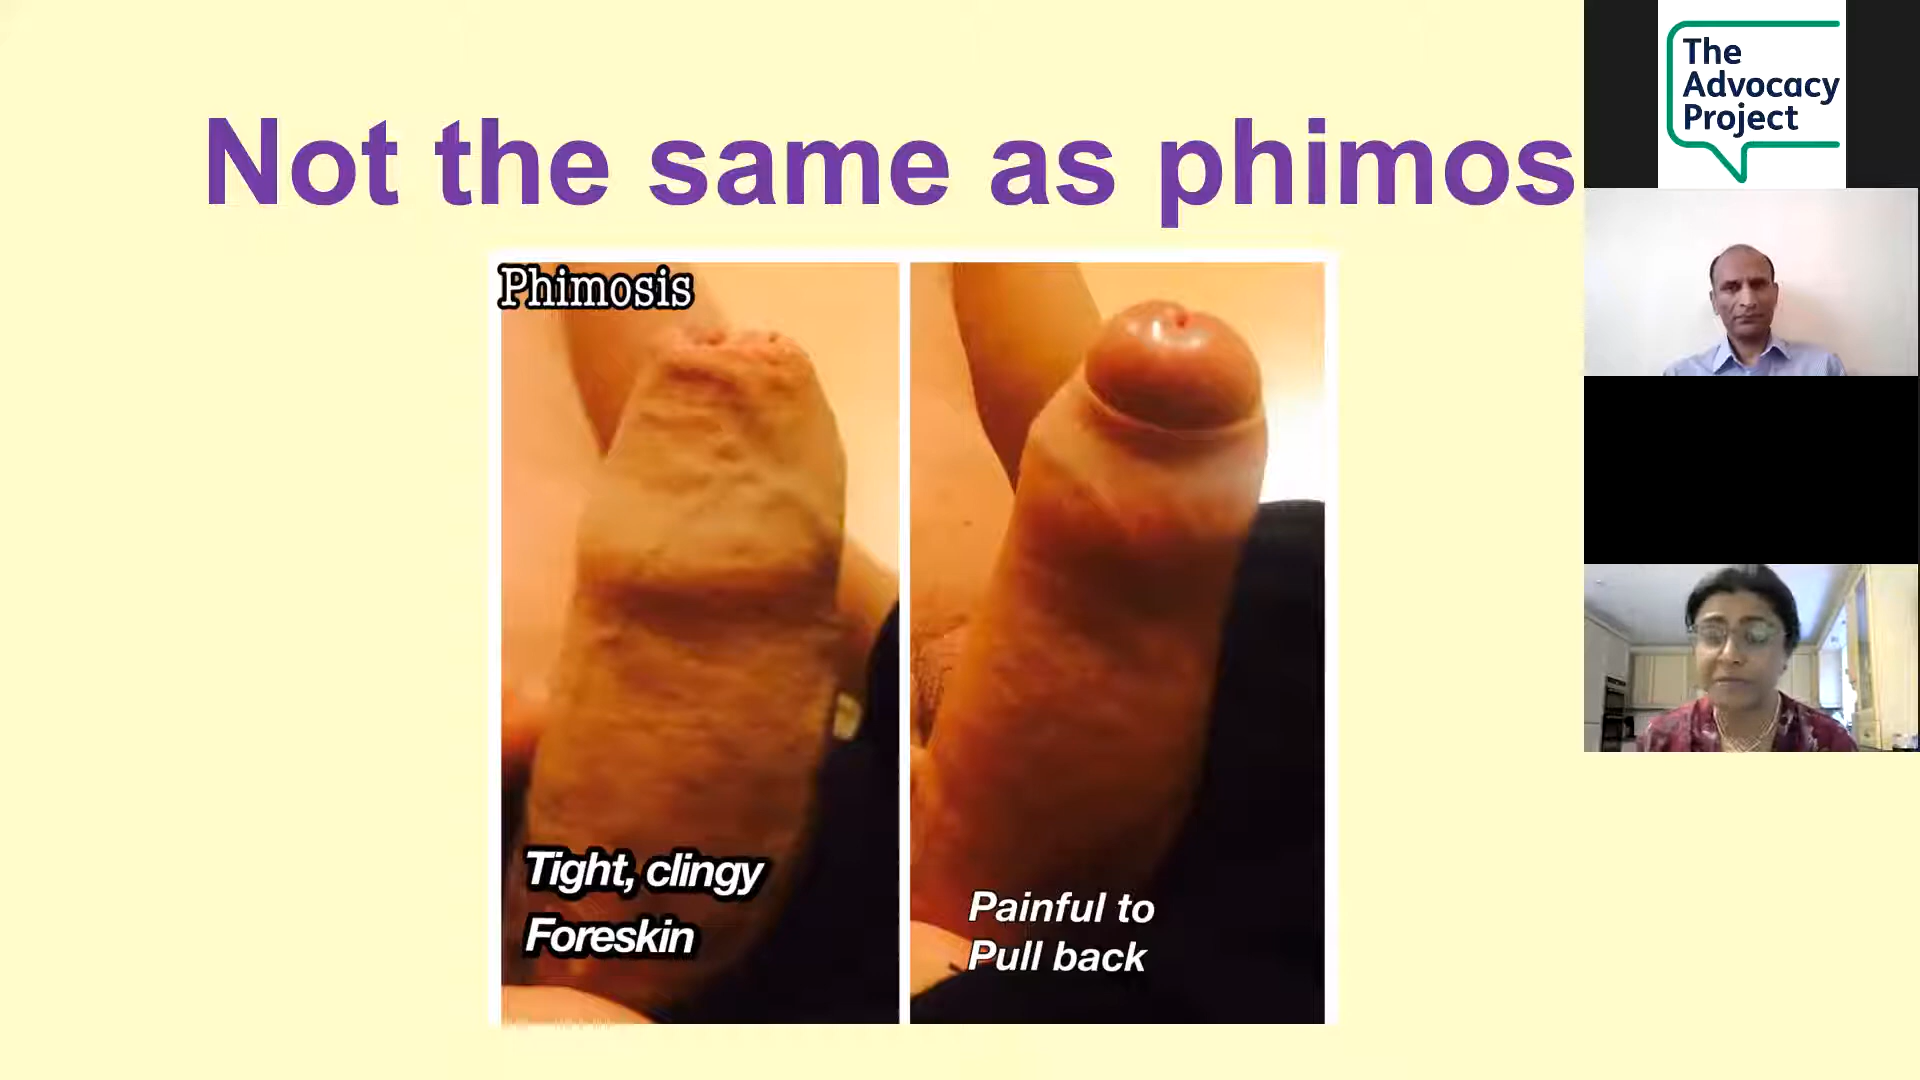 Not the same as phimos
Phimosis
Tight, clingy
Foreskin
Painful to
Pull back
The
Advocacy
Project